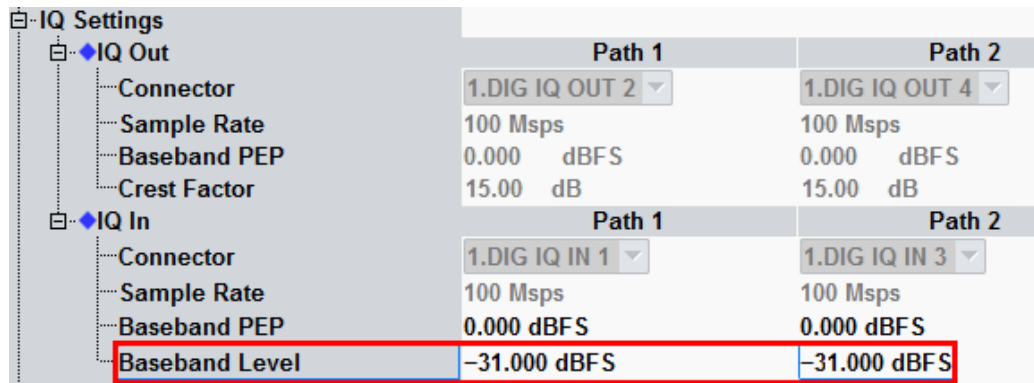 IQ Settings
IQ Out Path 1 Path 2
Connector 1.DIG IQ OUT 2 1.DIG IQ OUT 4
Sample Rate 100 Msps 100 Msps
Baseband PEP 0.000 dBFS 0.000 dBFS
Crest Factor 15.00 dB 15.00 dB
IQ In Path 1 Path 2
Connector 1.DIG IQ IN 1 1.DIG IQ IN 3
Sample Rate 100 Msps 100 Msps
Baseband PEP 0.000 dBFS 0.000 dBFS
Baseband Level −31.000 dBFS −31.000 dBFS